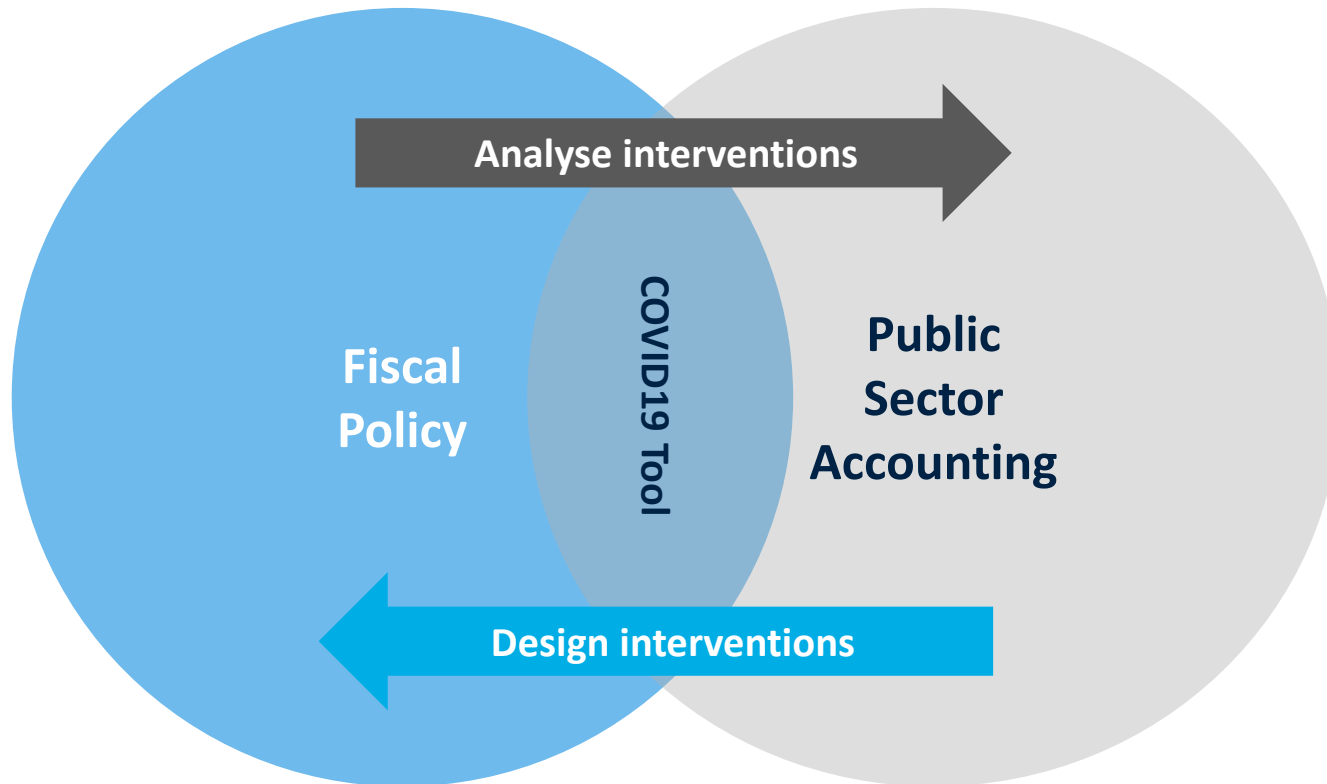 Analyse interventions
Fiscal
Policy
COVID19 Tool
Public
Sector
Accounting
Design interventions